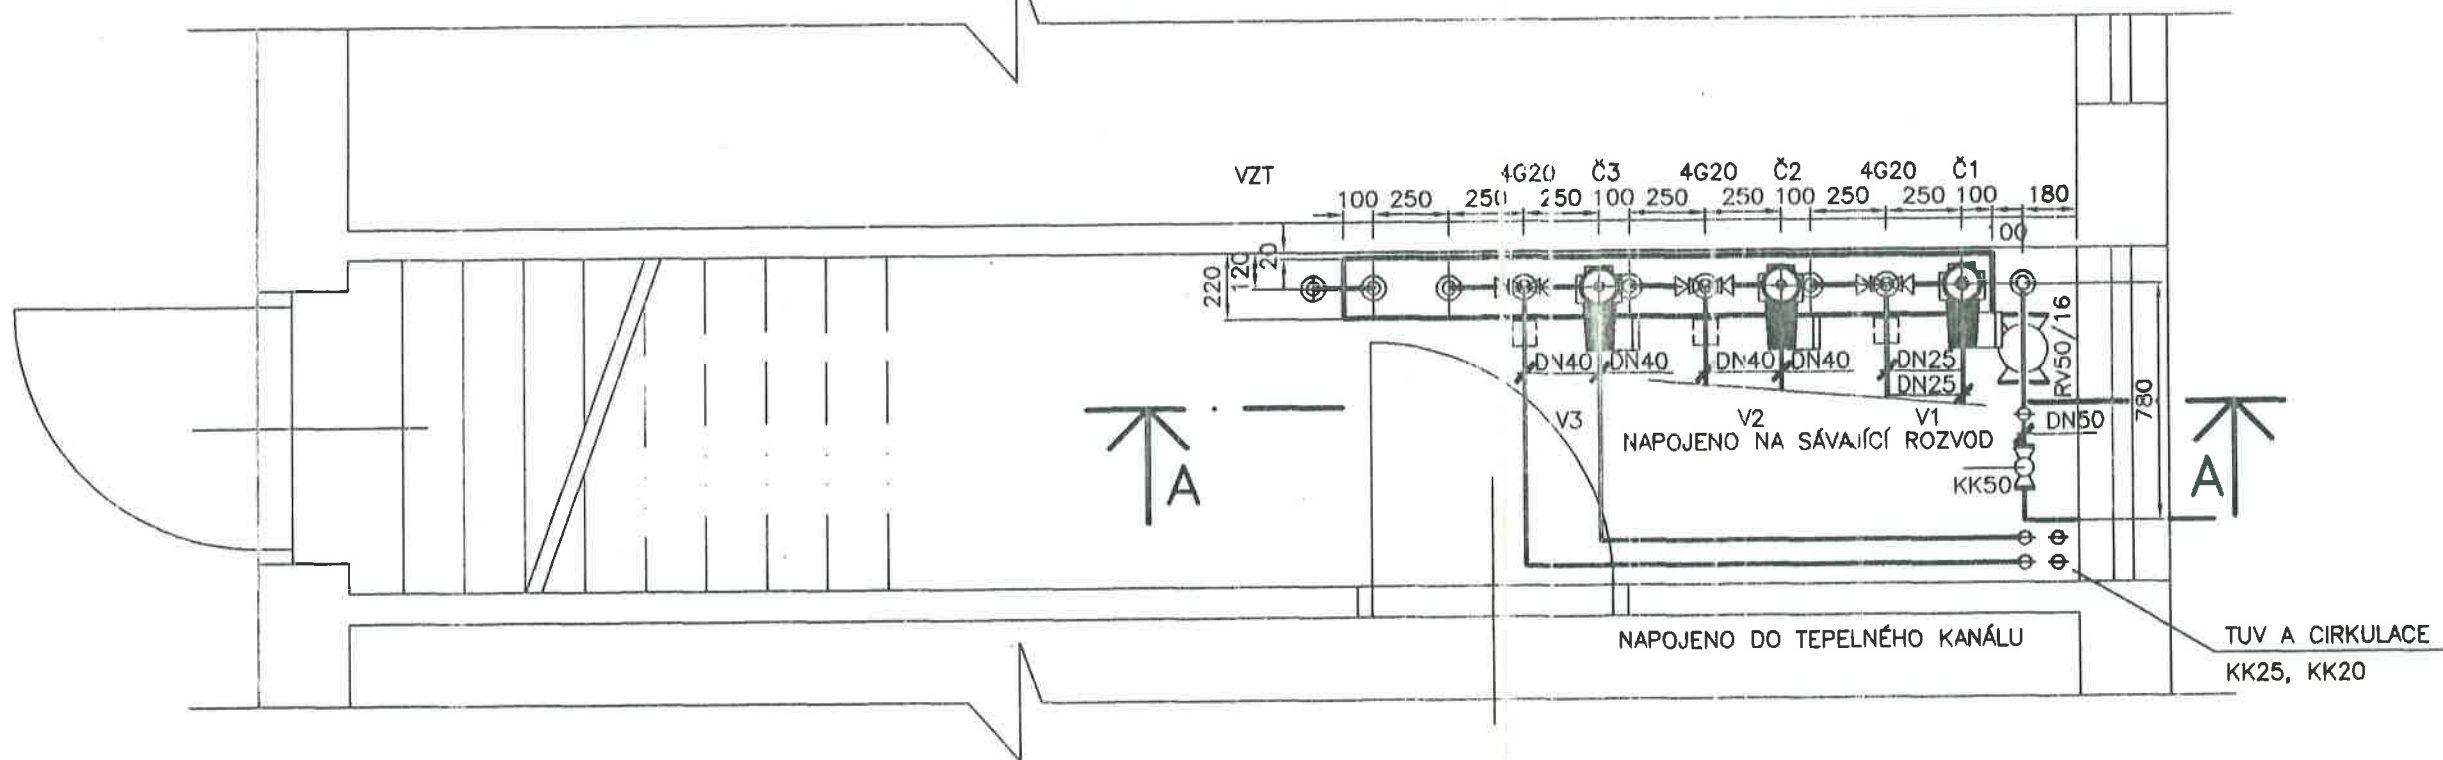 VZT
4G20 Č3 4G20 Č2 4G20 Č1
100 250 250 250 100 250 250 100 250 250 100 180
100
20
120
220
RV50/16
DN40 DN40 DN40 DN40 DN25
DN25
780
V3 V2 V1 DN50
NAPOJENO NA SÁVAJÍCÍ ROZVOD
KK50
A A
NAPOJENO DO TEPELNÉHO KANÁLU
TUV A CIRKULACE
KK25, KK20